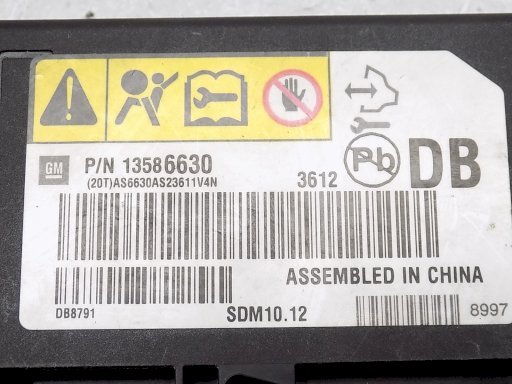 GM P/N 13586630
(20T)AS6630AS23611V4N 3612 Pb DB
ASSEMBLED IN CHINA
DB8791 SDM10.12 8997